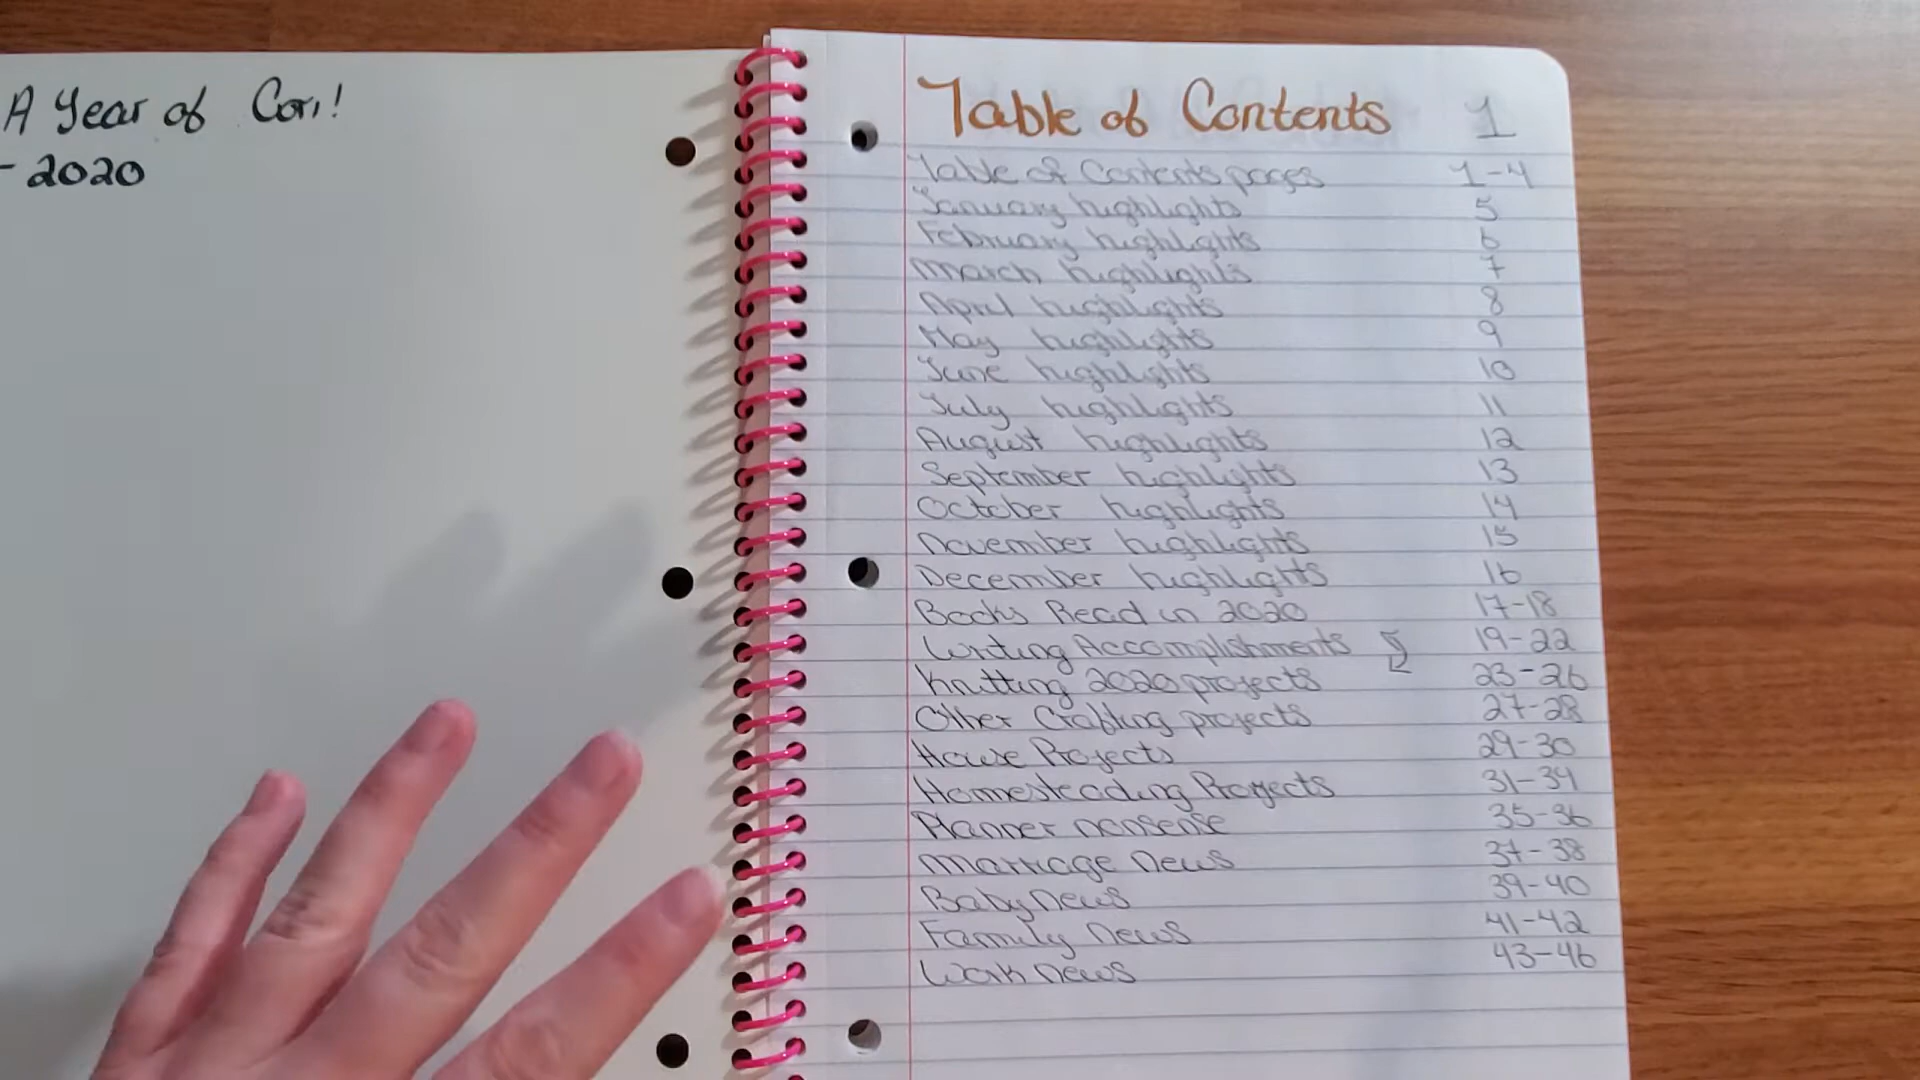 A Year of Cori!
- 2020
Table of Contents 1
Table of Contents pages 1-4
January highlights 5
February highlights 6
March highlights 7
April highlights 8
May highlights 9
June highlights 10
July highlights 11
August highlights 12
September highlights 13
October highlights 14
November highlights 15
December highlights 16
Books Read in 2020 17-18
Writing Accomplishments 19-22
Knitting 2020 projects 23-26
Other Crafting projects 27-28
House Projects 29-30
Homesteading Projects 31-34
Planner nonsense 35-36
Marriage News 37-38
Baby News 39-40
Family News 41-42
Work News 43-46